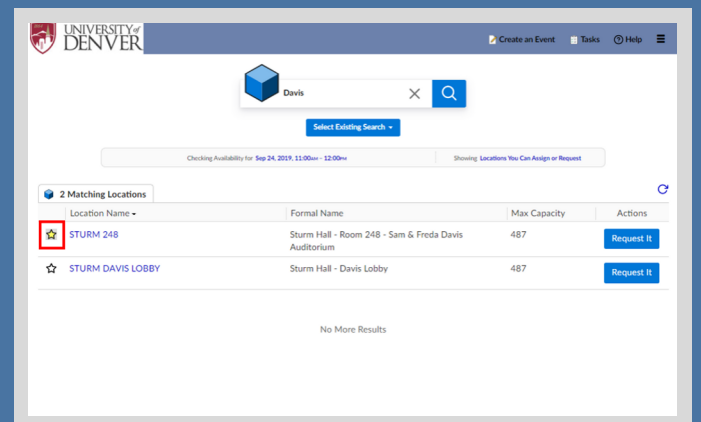 UNIVERSITY of
DENVER
Create an Event Tasks Help
Davis
Select Existing Search
Checking Availability for Sep 24, 2019, 11:00AM - 12:00PM Showing Locations You Can Assign or Request
2 Matching Locations
Location Name Formal Name Max Capacity Actions
STURM 248 Sturm Hall - Room 248 - Sam & Freda Davis
Auditorium 487 Request It
STURM DAVIS LOBBY Sturm Hall - Davis Lobby 487 Request It
No More Results